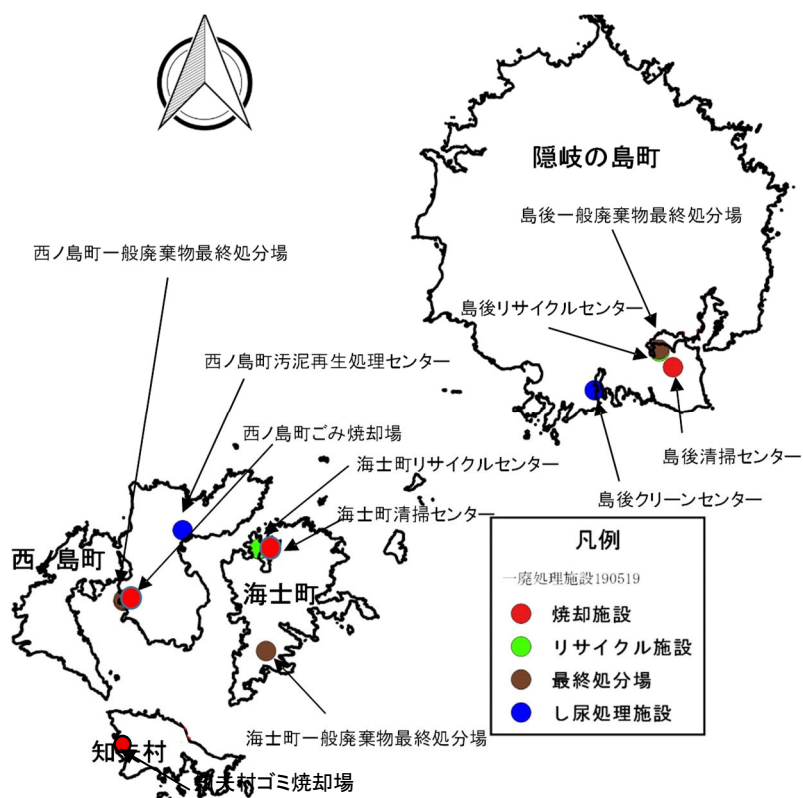 隠岐の島町
島後一般廃棄物最終処分場
西ノ島町一般廃棄物最終処分場
島後リサイクルセンター
西ノ島町汚泥再生処理センター
西ノ島町ごみ焼却場
島後清掃センター
海士町リサイクルセンター
島後クリーンセンター
海士町清掃センター
凡例
西ノ島町
一廃処理施設190519
海士町
焼却施設
リサイクル施設
最終処分場
し尿処理施設
海士町一般廃棄物最終処分場
知夫村
知夫村ゴミ焼却場